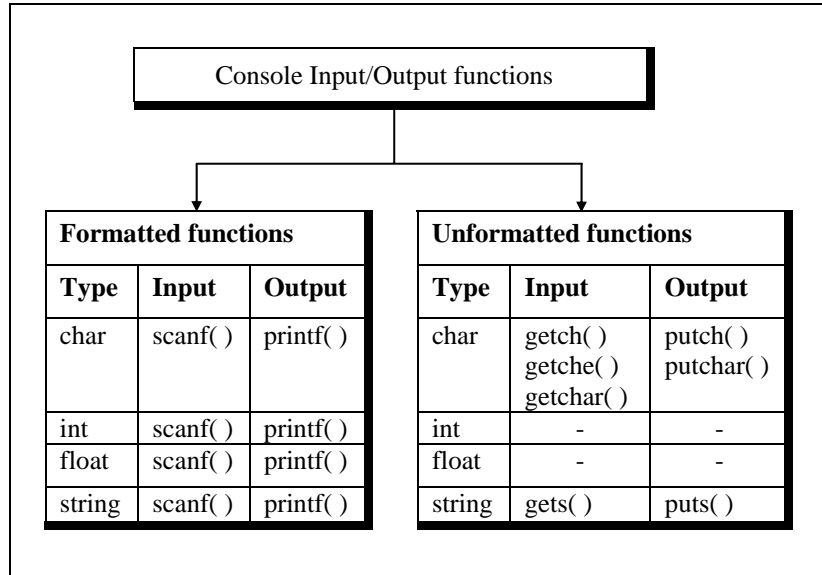 Console Input/Output functions
Formatted functions
Type Input Output
char scanf( ) printf( )
int scanf( ) printf( )
float scanf( ) printf( )
string scanf( ) printf( )
Unformatted functions
Type Input Output
char getch( ) putch( )
getche( ) putchar( )
getchar( )
int - -
float - -
string gets( ) puts( )